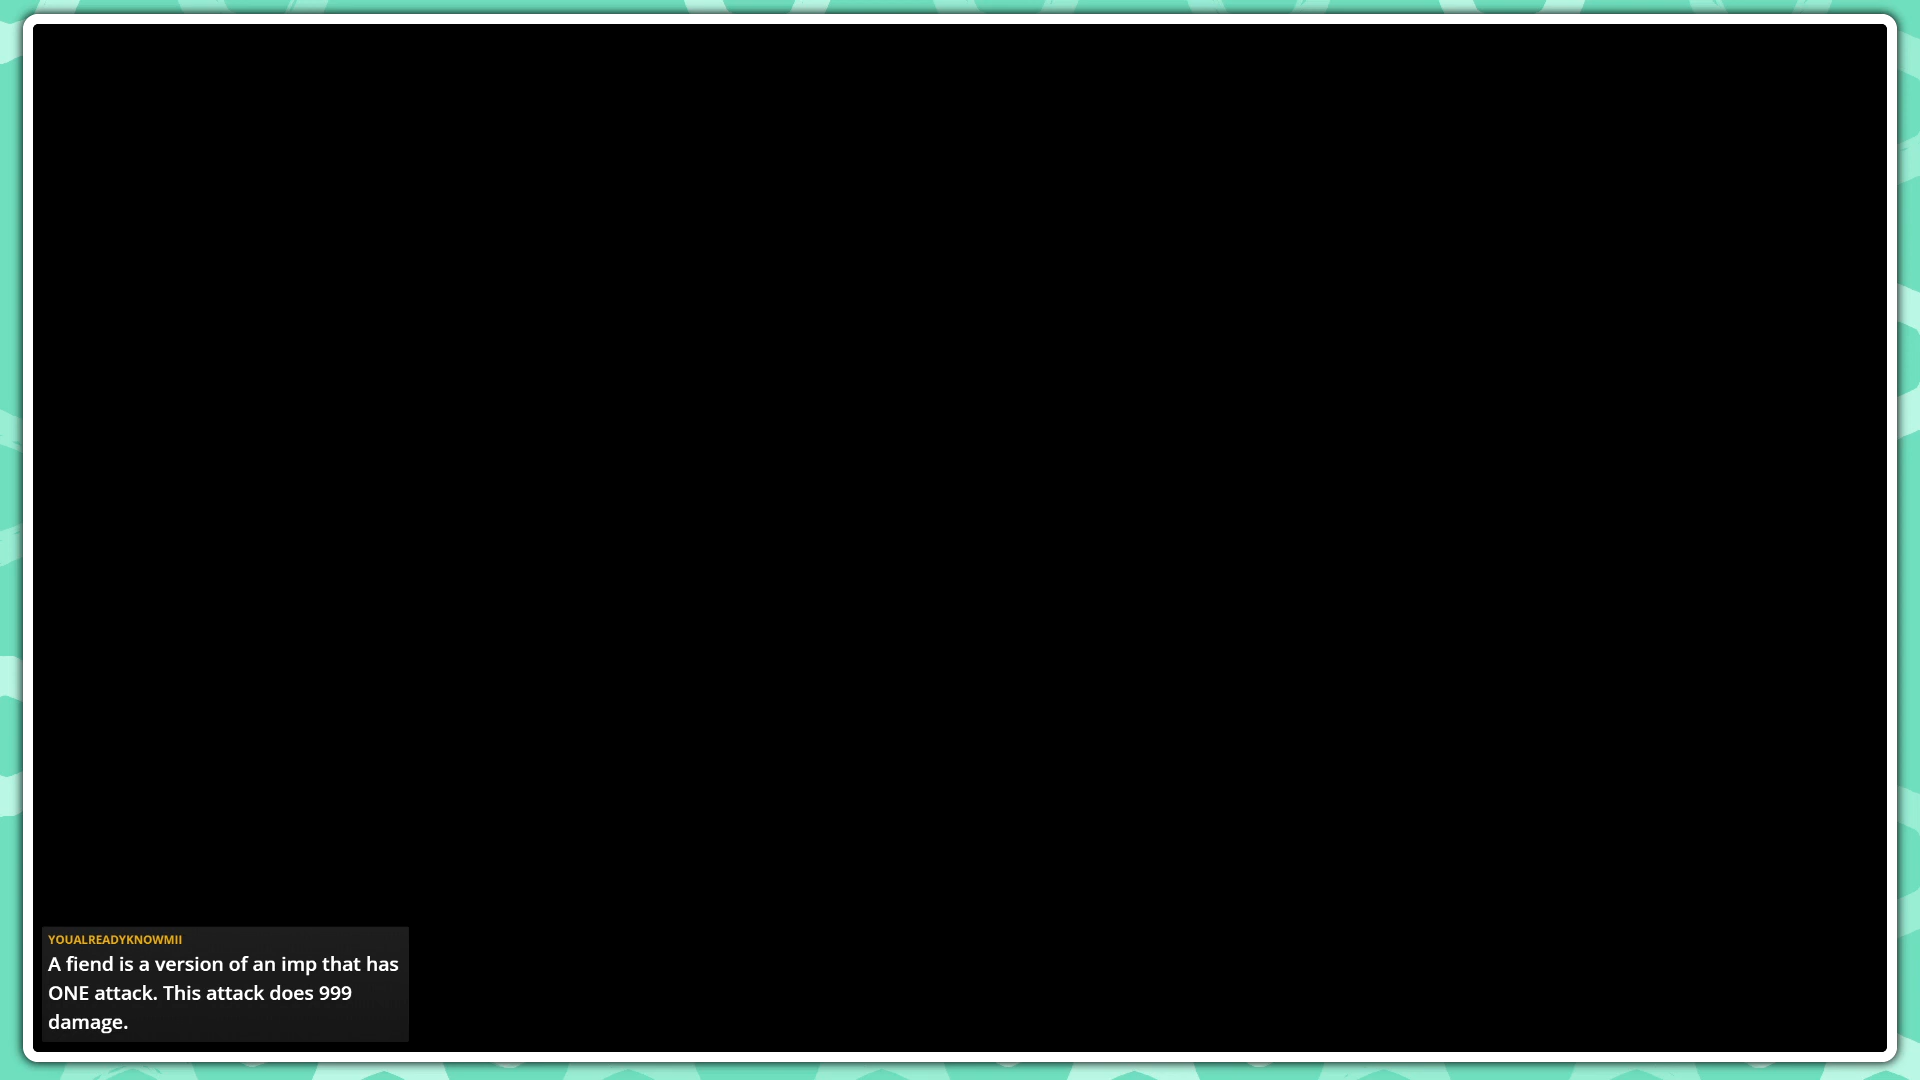 YOUALREADYKNOWMII
A fiend is a version of an imp that has
ONE attack. This attack does 999
damage.